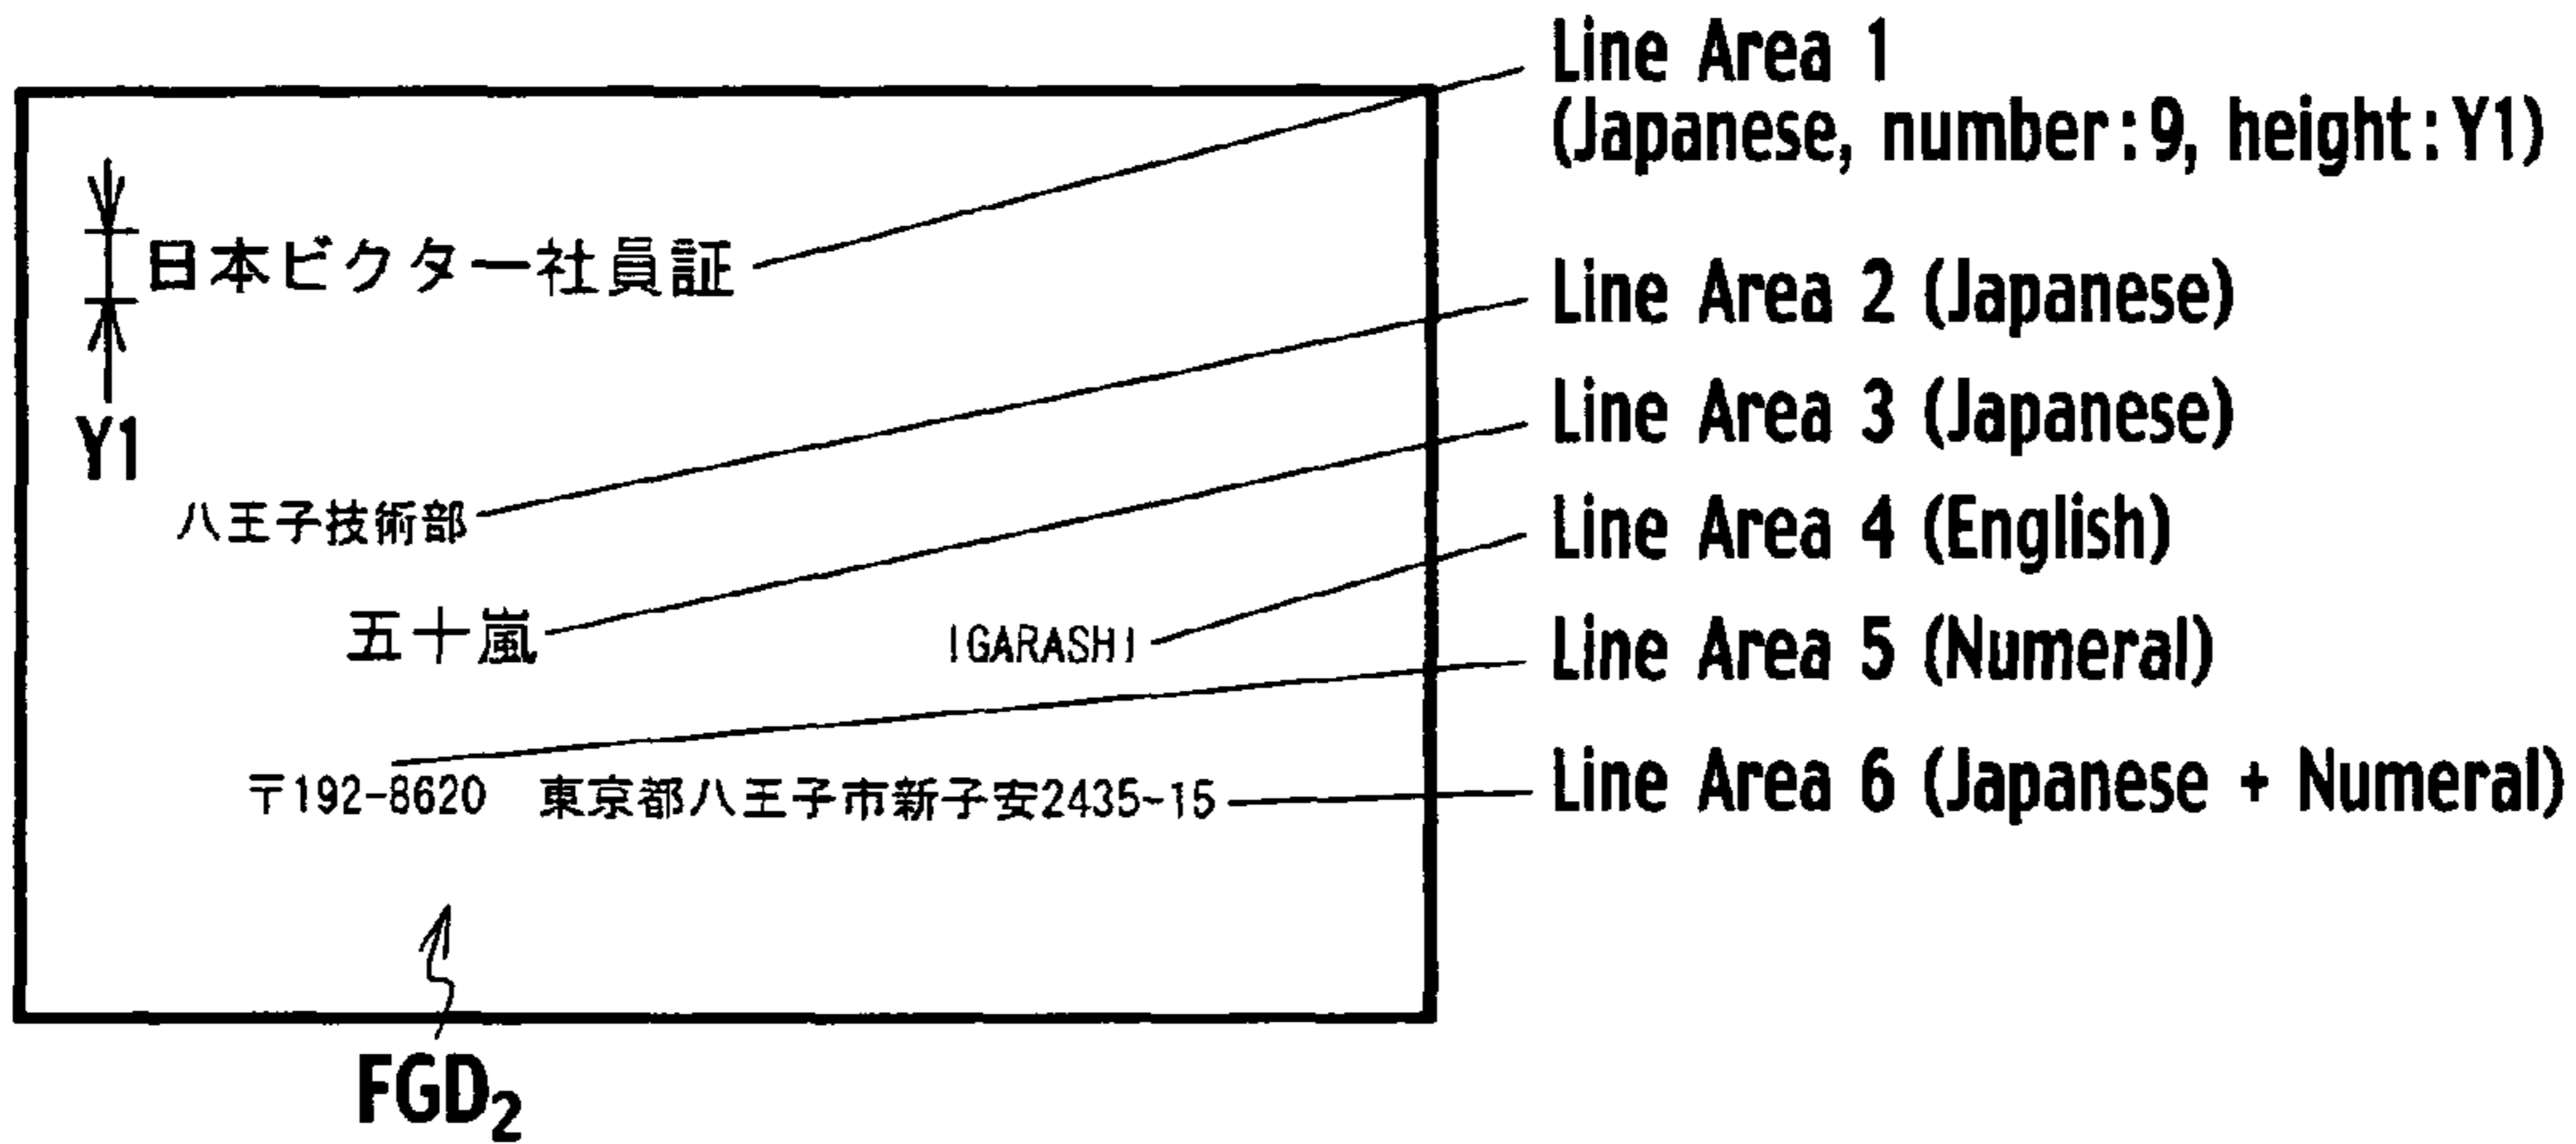 Line Area 1
(Japanese, number:9, height:Y1)
日本ビクター社員証
Line Area 2 (Japanese)
Y1
Line Area 3 (Japanese)
八王子技術部
Line Area 4 (English)
五十嵐 IGARASHI
Line Area 5 (Numeral)
〒192-8620 東京都八王子市新子安2435~15
Line Area 6 (Japanese + Numeral)
FGD2